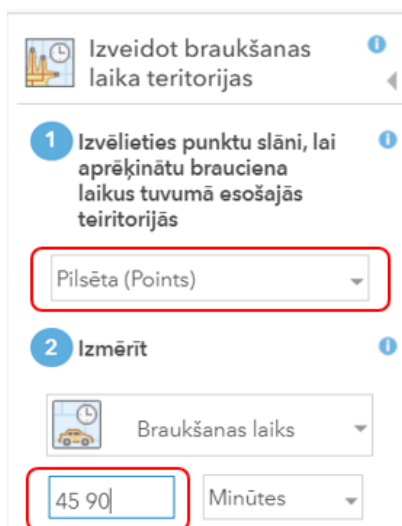 Izveidot braukšanas
laika teritorijas
1 Izvēlieties punktu slāni, lai
aprēķinātu brauciena
laikus tuvumā esošajās
teiritorijās
Pilsēta (Points)
2 Izmērīt
Braukšanas laiks
45 90 Minūtes